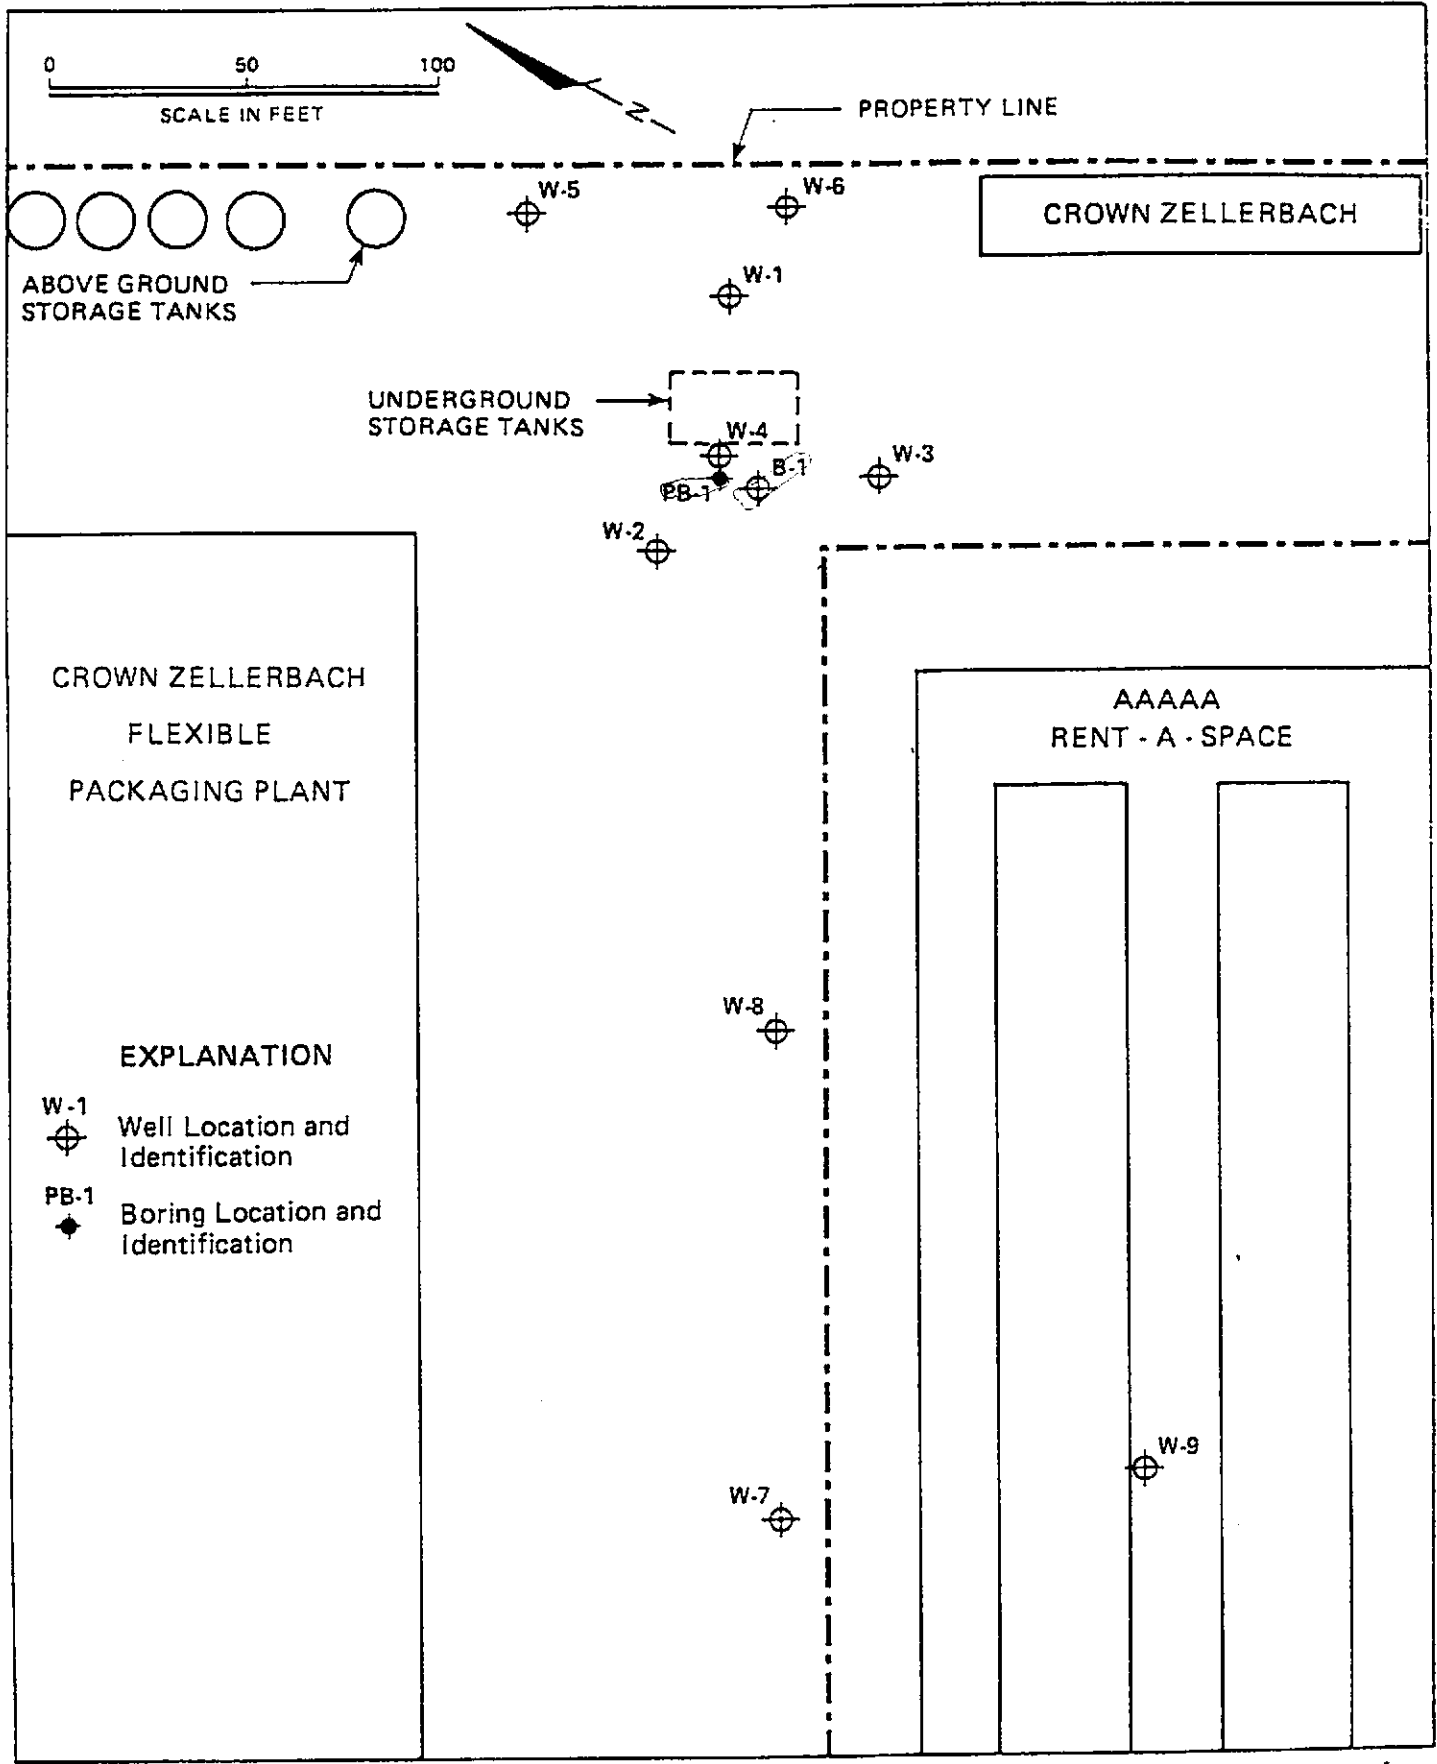 0 50 100
SCALE IN FEET
N
PROPERTY LINE
W-5
W-6
CROWN ZELLERBACH
ABOVE GROUND
STORAGE TANKS
W-1
UNDERGROUND
STORAGE TANKS
W-4
B-1
W-3
PB-1
W-2
CROWN ZELLERBACH
FLEXIBLE
PACKAGING PLANT
AAAAA
RENT - A - SPACE
W-8
EXPLANATION
W-1
Well Location and
Identification
PB-1
Boring Location and
Identification
W-9
W-7